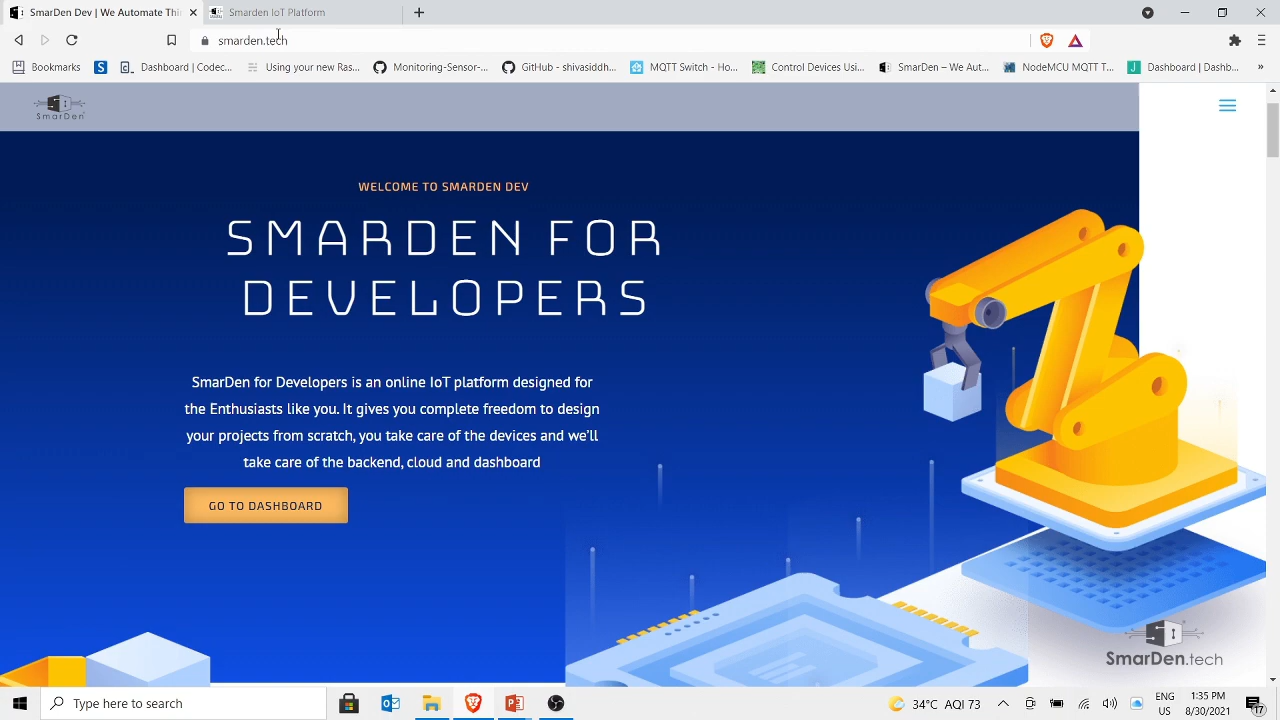 SmarDen Dev | We Automate Thi
Smarden IoT Platform
smarden.tech
Bookmarks
Dashboard | Codec...
Using your new Ras...
Monitoring-Sensor-...
GitHub - shivasiddh...
MQTT Switch - Ho...
Control Devices Usi...
SmarDen – We Aut...
NodeMCU MQTT T...
Dashboard | Dashb...
SmarDen
WELCOME TO SMARDEN DEV
SMARDEN FOR
DEVELOPERS
SmarDen for Developers is an online IoT platform designed for
the Enthusiasts like you. It gives you complete freedom to design
your projects from scratch, you take care of the devices and we'll
take care of the backend, cloud and dashboard
GO TO DASHBOARD
SmarDen.tech
Type here to search
34°C AQI 73
ENG
US
1:35 PM
8/30/2021
17